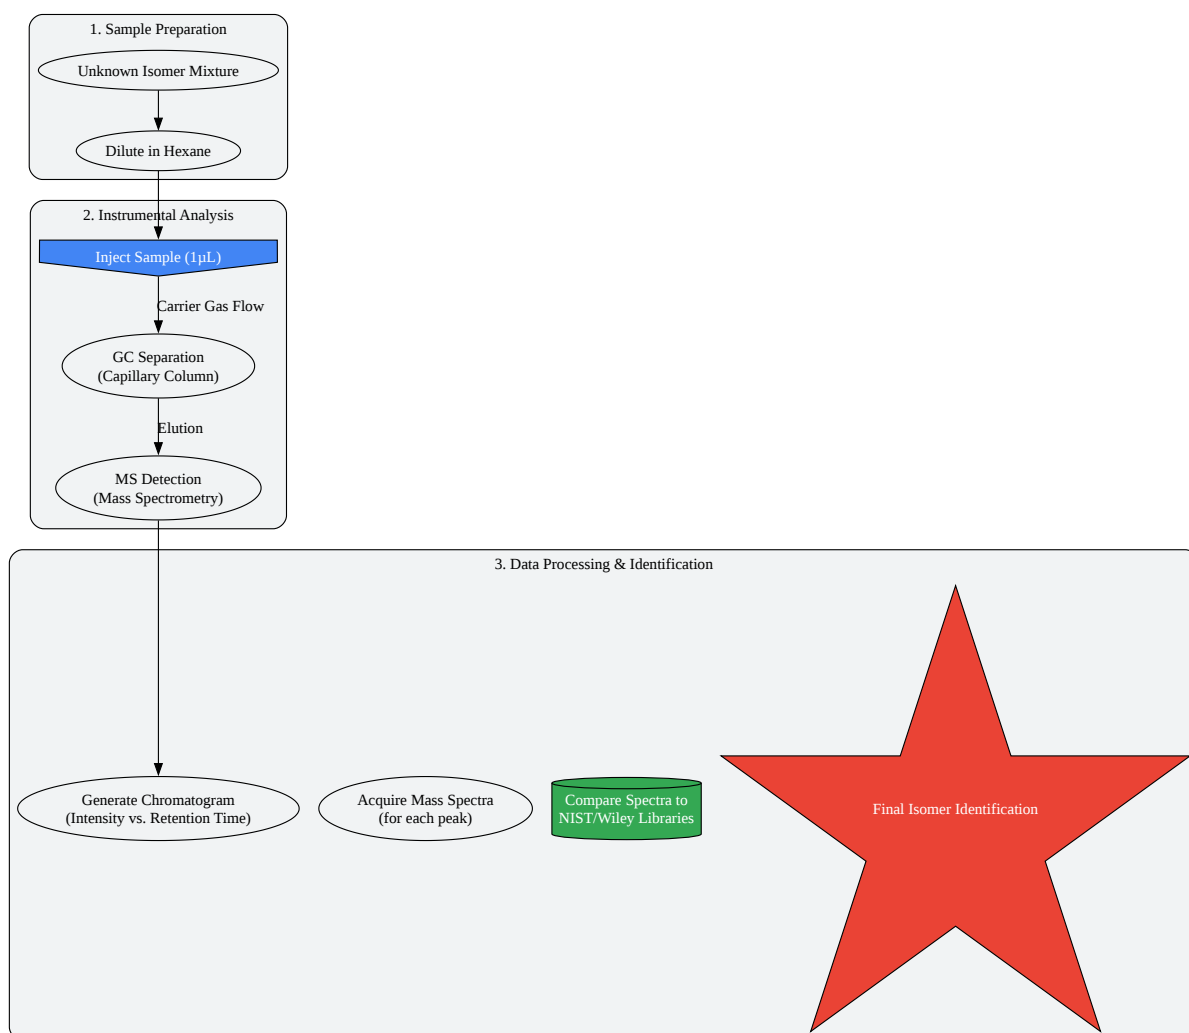 1. Sample Preparation
Unknown Isomer Mixture
Dilute in Hexane
2. Instrumental Analysis
Inject Sample (1µL)
Carrier Gas Flow
GC Separation
(Capillary Column)
Elution
MS Detection
(Mass Spectrometry)
3. Data Processing & Identification
Generate Chromatogram
(Intensity vs. Retention Time)
Acquire Mass Spectra
(for each peak)
Compare Spectra to
NIST/Wiley Libraries
Final Isomer Identification